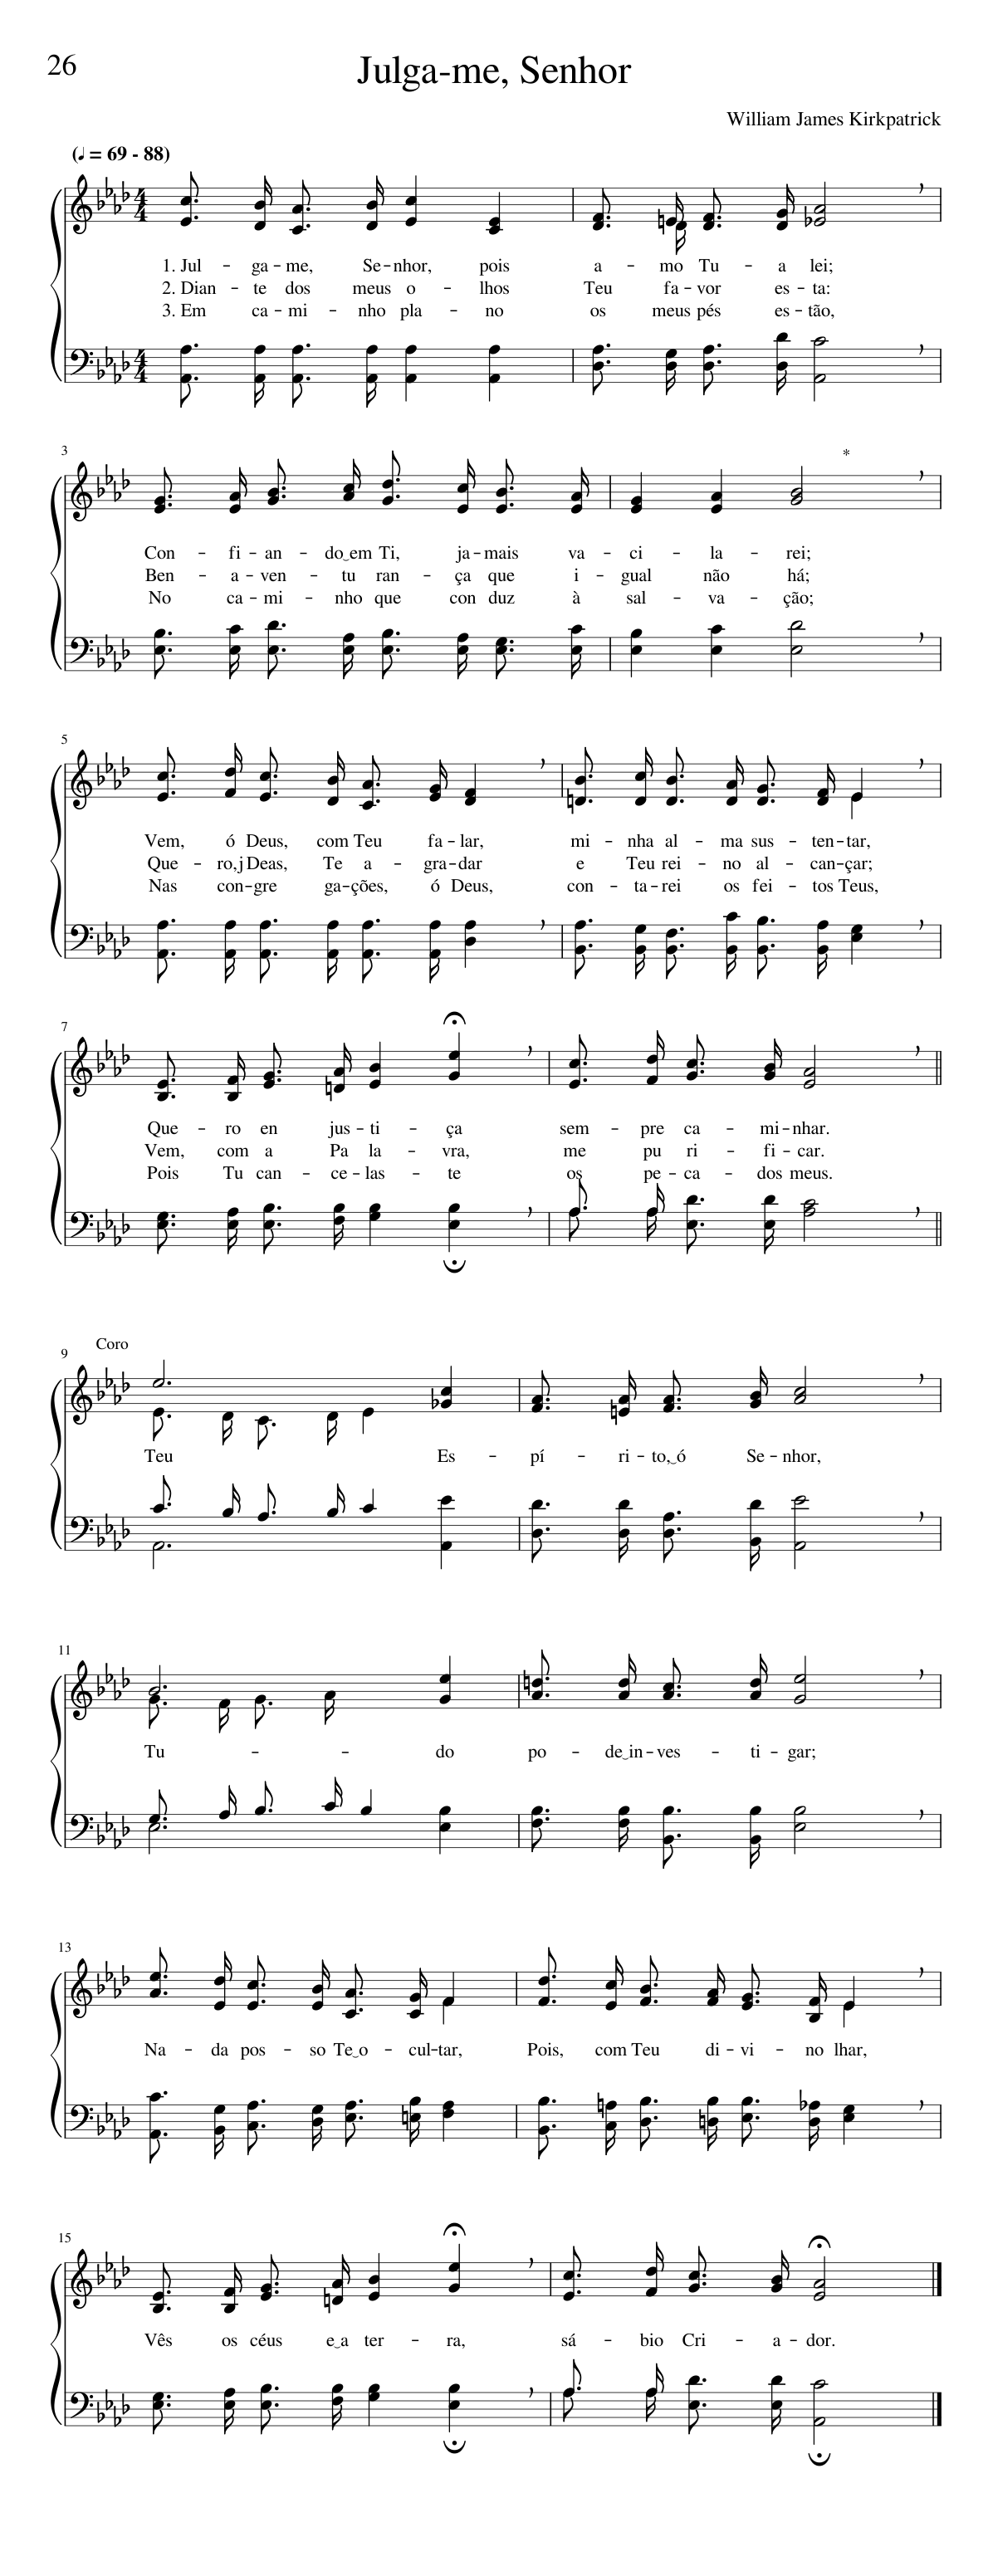 26
Julga-me, Senhor
William James Kirkpatrick
(♩ = 69 - 88)
1. Jul - ga - me, Se - nhor, pois a - mo Tu - a lei;
2. Dian - te dos meus o - lhos Teu fa - vor es - ta:
3. Em ca - mi - nho pla - no os meus pés es - tão,
3
*
Con - fi - an - do‿em Ti, ja - mais va - ci - la - rei;
Ben - a - ven - tu ran - ça que i - gual não há;
No ca - mi - nho que con duz à sal - va - ção;
5
Vem, ó Deus, com Teu fa - lar, mi - nha al - ma sus - ten - tar,
Que - ro,j Deas, Te a - gra - dar e Teu rei - no al - can - çar;
Nas con - gre ga - ções, ó Deus, con - ta - rei os fei - tos Teus,
7
Que - ro en jus - ti - ça sem - pre ca - mi - nhar.
Vem, com a Pa la - vra, me pu ri - fi - car.
Pois Tu can - ce - las - te os pe - ca - dos meus.
Coro
9
Teu Es - pí - ri - to,‿ó Se - nhor,
11
Tu - - - do po - de‿in - ves - ti - gar;
13
Na - da pos - so Te‿o - cul - tar, Pois, com Teu di - vi - no lhar,
15
Vês os céus e‿a ter - ra, sá - bio Cri - a - dor.